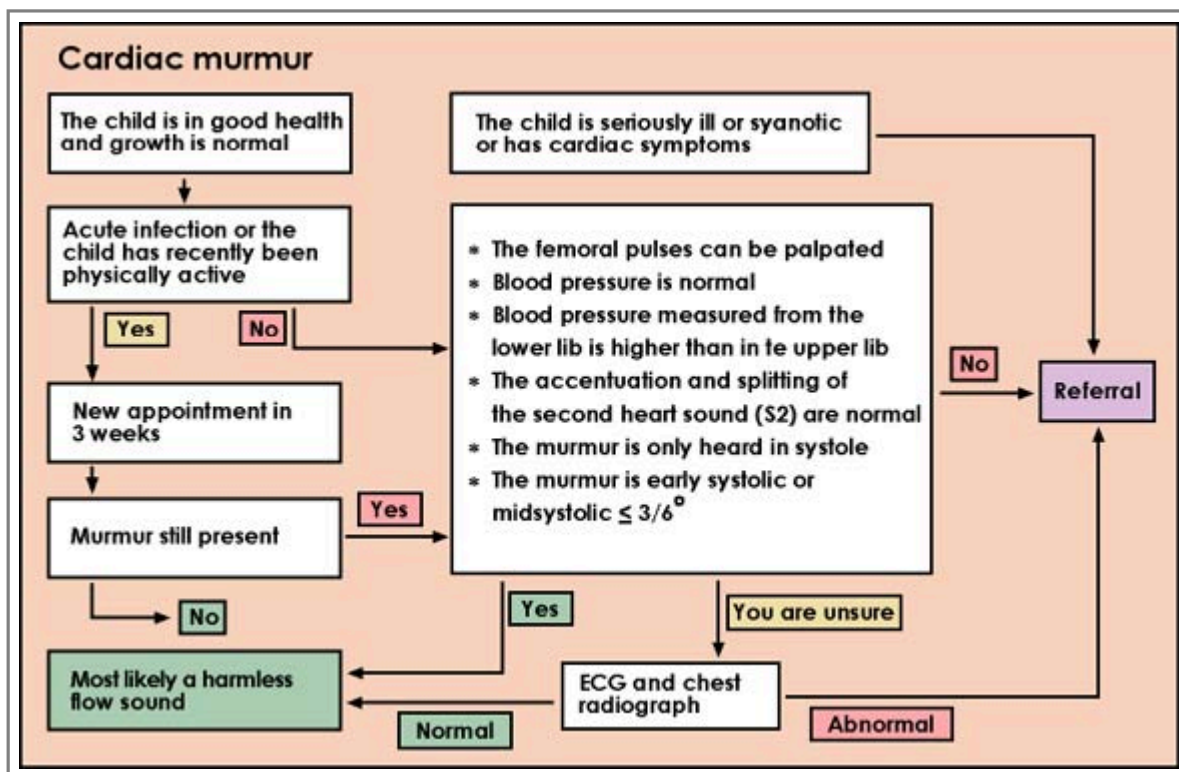 Cardiac murmur
The child is in good health
and growth is normal
The child is seriously ill or syanotic
or has cardiac symptoms
Acute infection or the
child has recently been
physically active
Yes
No
New appointment in
3 weeks
Murmur still present
Yes
No
* The femoral pulses can be palpated
* Blood pressure is normal
* Blood pressure measured from the
lower lib is higher than in te upper lib
* The accentuation and splitting of
the second heart sound (S2) are normal
* The murmur is only heard in systole
* The murmur is early systolic or
midsystolic ≤ 3/6°
No
Referral
Yes
You are unsure
Most likely a harmless
flow sound
ECG and chest
radiograph
Normal
Abnormal